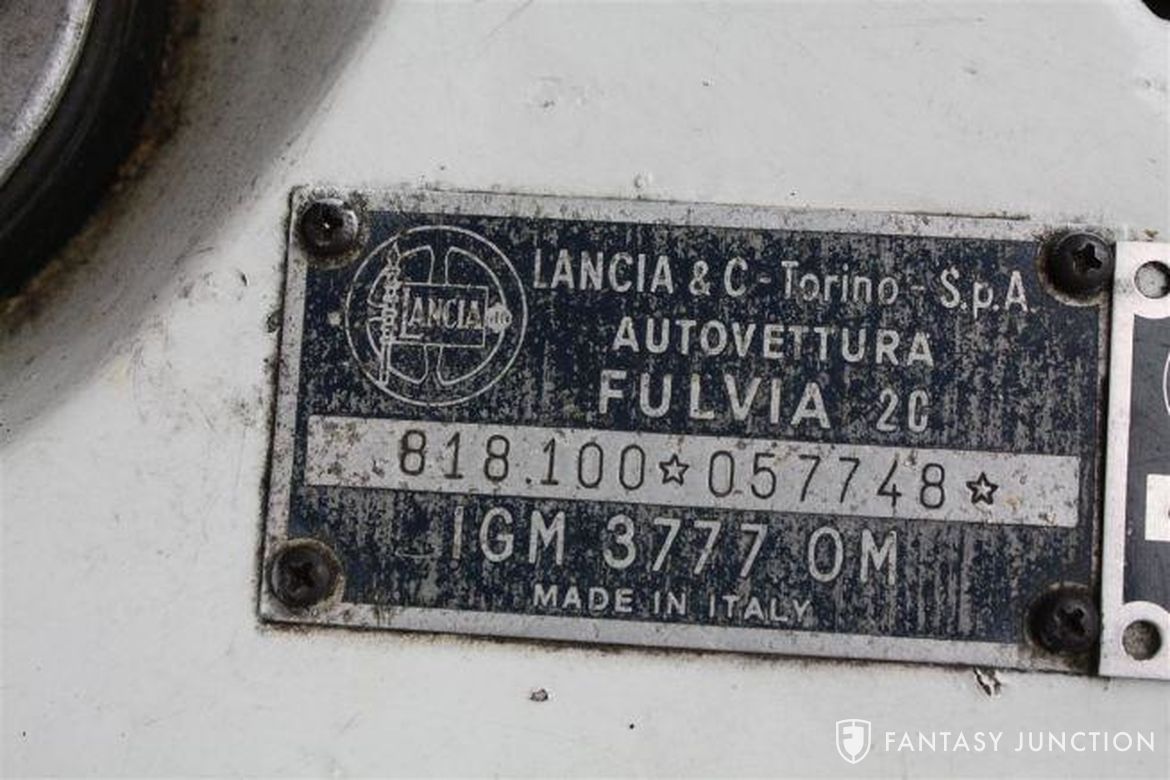 LANCIA
LANCIA & C - Torino - S.p.A.
AUTOVETTURA
FULVIA 2C
818.100☆057748☆
IGM 3777 OM
MADE IN ITALY
FANTASY JUNCTION